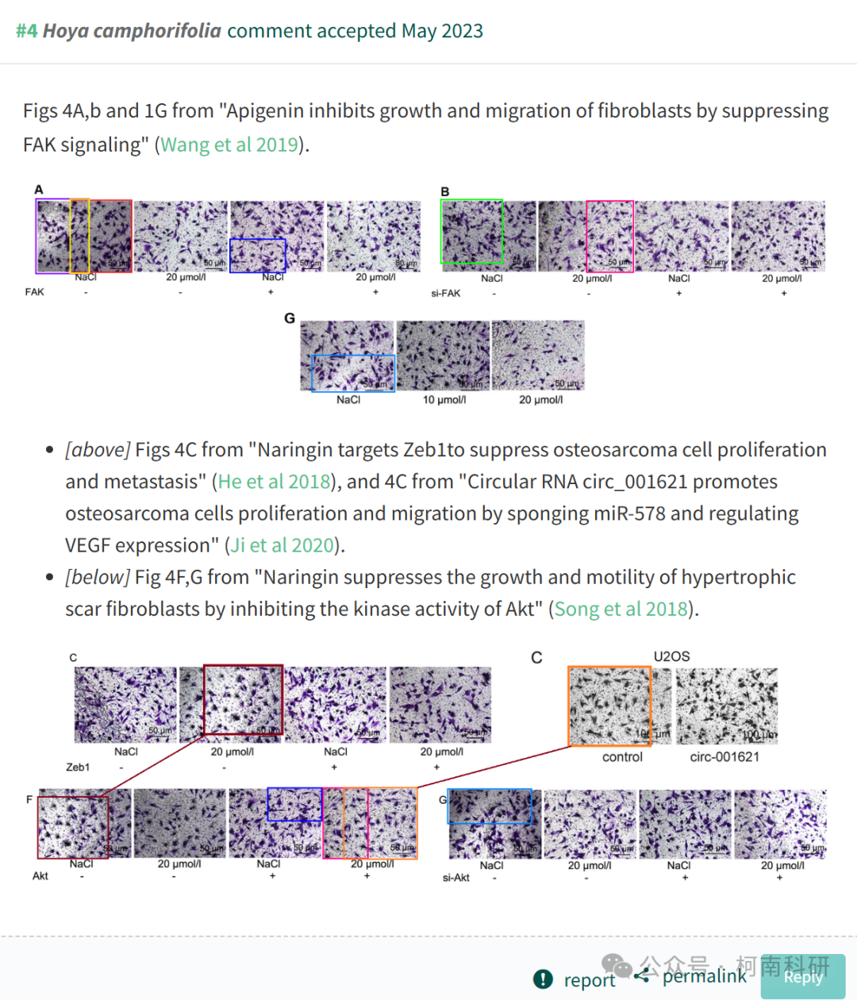 #4 Hoya camphorifolia comment accepted May 2023
Figs 4A,b and 1G from "Apigenin inhibits growth and migration of fibroblasts by suppressing
FAK signaling" (Wang et al 2019).
A
B
50 µm 50 µm 50 µm 50 µm 50 µm 50 µm 50 µm 50 µm
NaCl 20 µmol/l NaCl 20 µmol/l NaCl 20 µmol/l NaCl 20 µmol/l
FAK - - + + si-FAK - - + +
G
50 µm 50 µm 50 µm
NaCl 10 µmol/l 20 µmol/l
• [above] Figs 4C from "Naringin targets Zeb1to suppress osteosarcoma cell proliferation
and metastasis" (He et al 2018), and 4C from "Circular RNA circ_001621 promotes
osteosarcoma cells proliferation and migration by sponging miR-578 and regulating
VEGF expression" (Ji et al 2020).
• [below] Fig 4F,G from "Naringin suppresses the growth and motility of hypertrophic
scar fibroblasts by inhibiting the kinase activity of Akt" (Song et al 2018).
C C U2OS
50 µm 50 µm 50 µm 50 µm 100 µm 100 µm
NaCl 20 µmol/l NaCl 20 µmol/l control circ-001621
Zeb1 - - + +
F G
50 µm 50 µm 50 µm 50 µm 50 µm 50 µm 50 µm 50 µm
NaCl 20 µmol/l NaCl 20 µmol/l NaCl 20 µmol/l NaCl 20 µmol/l
Akt - - + + si-Akt - - + +
公众号 · 柯南科研
! report permalink Reply